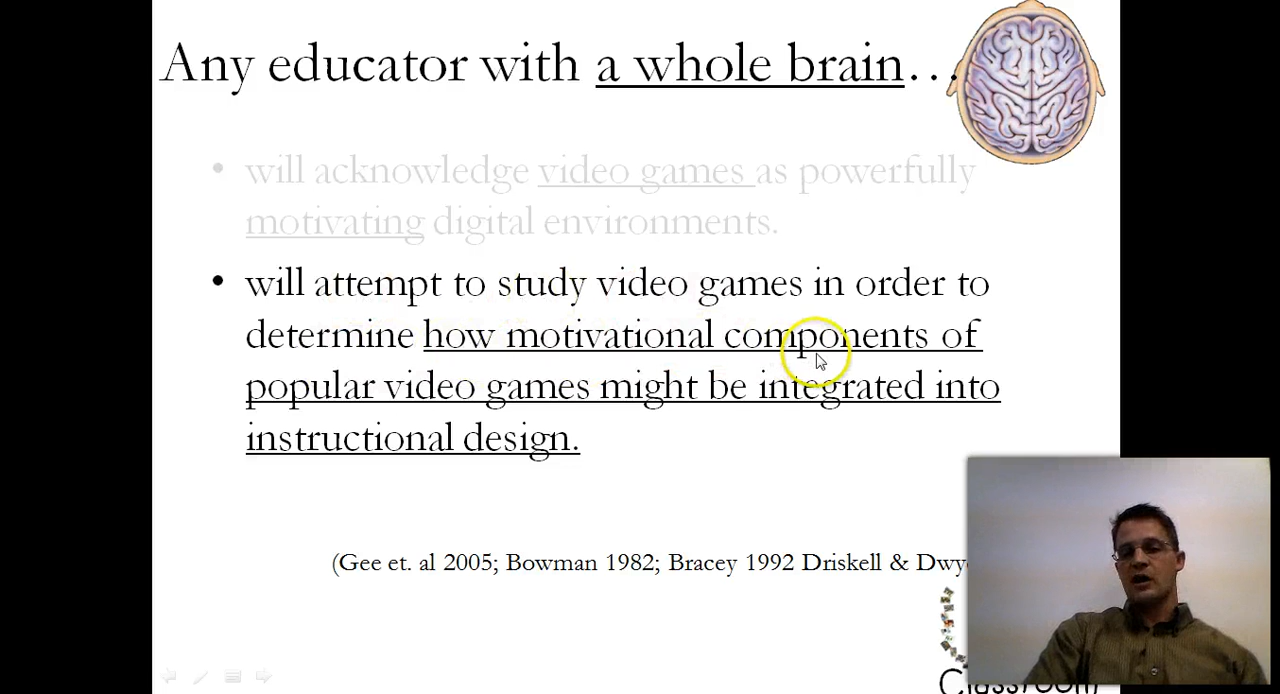 Any educator with a whole brain…
• will acknowledge video games as powerfully
motivating digital environments.
• will attempt to study video games in order to
determine how motivational components of
popular video games might be integrated into
instructional design.
(Gee et. al 2005; Bowman 1982; Bracey 1992 Driskell &
Classroom